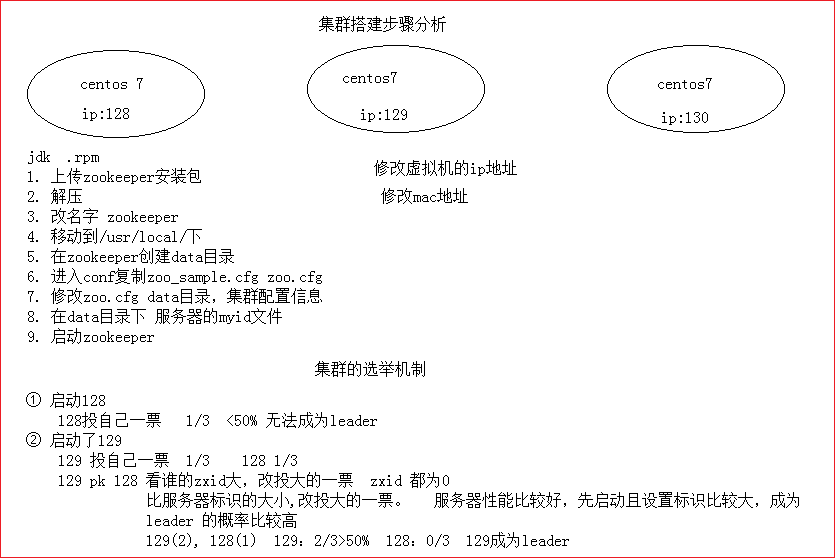 集群搭建步骤分析
centos 7
ip:128
centos7
ip:129
centos7
ip:130
jdk .rpm
1. 上传zookeeper安装包
2. 解压
3. 改名字 zookeeper
4. 移动到/usr/local/下
5. 在zookeeper创建data目录
6. 进入conf复制zoo_sample.cfg zoo.cfg
7. 修改zoo.cfg data目录，集群配置信息
8. 在data目录下 服务器的myid文件
9. 启动zookeeper
修改虚拟机的ip地址
修改mac地址
集群的选举机制
① 启动128
128投自己一票 1/3 <50% 无法成为leader
② 启动了129
129 投自己一票 1/3 128 1/3
129 pk 128 看谁的zxid大，改投大的一票 zxid 都为0
比服务器标识的大小,改投大的一票。 服务器性能比较好，先启动且设置标识比较大，成为
leader 的概率比较高
129(2), 128(1) 129：2/3>50% 128：0/3 129成为leader